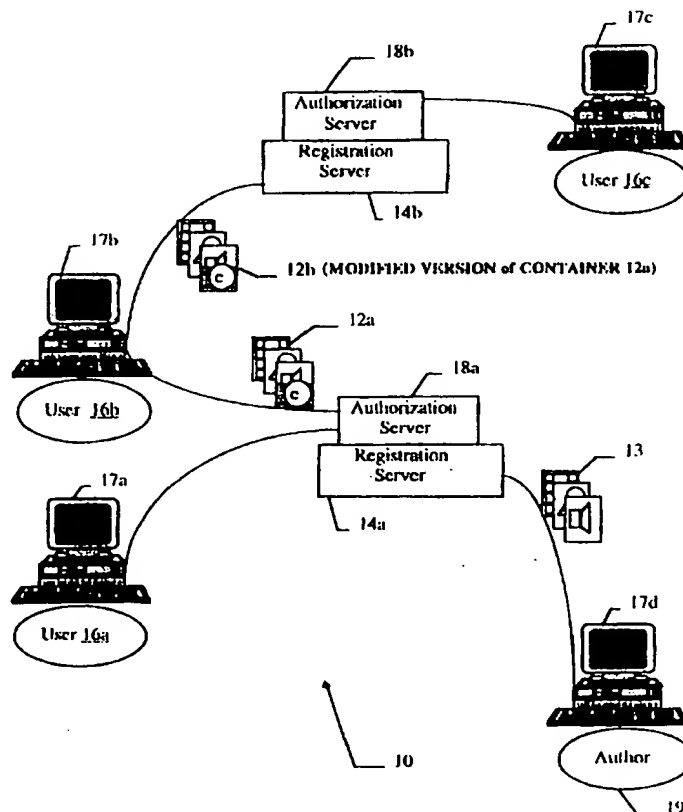 17c
18b
Authorization
Server
Registration
Server
User 16c
14b
17b
12b (MODIFIED VERSION of CONTAINER 12a)
12a
18a
User 16b
Authorization
Server
Registration
Server
13
17a
14a
17d
User 16a
10
Author
19